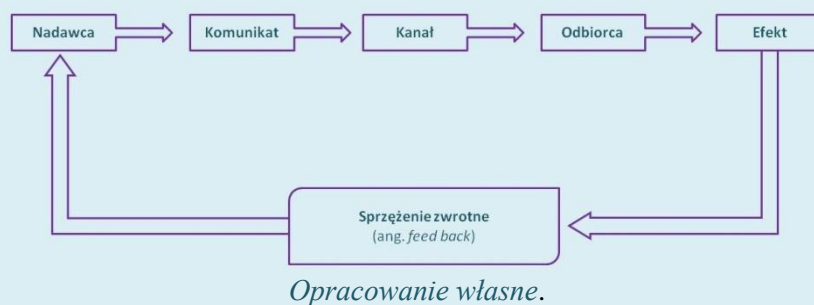 Nadawca
Komunikat
Kanał
Odbiorca
Efekt
Sprzężenie zwrotne
(ang. feed back)
Opracowanie własne.